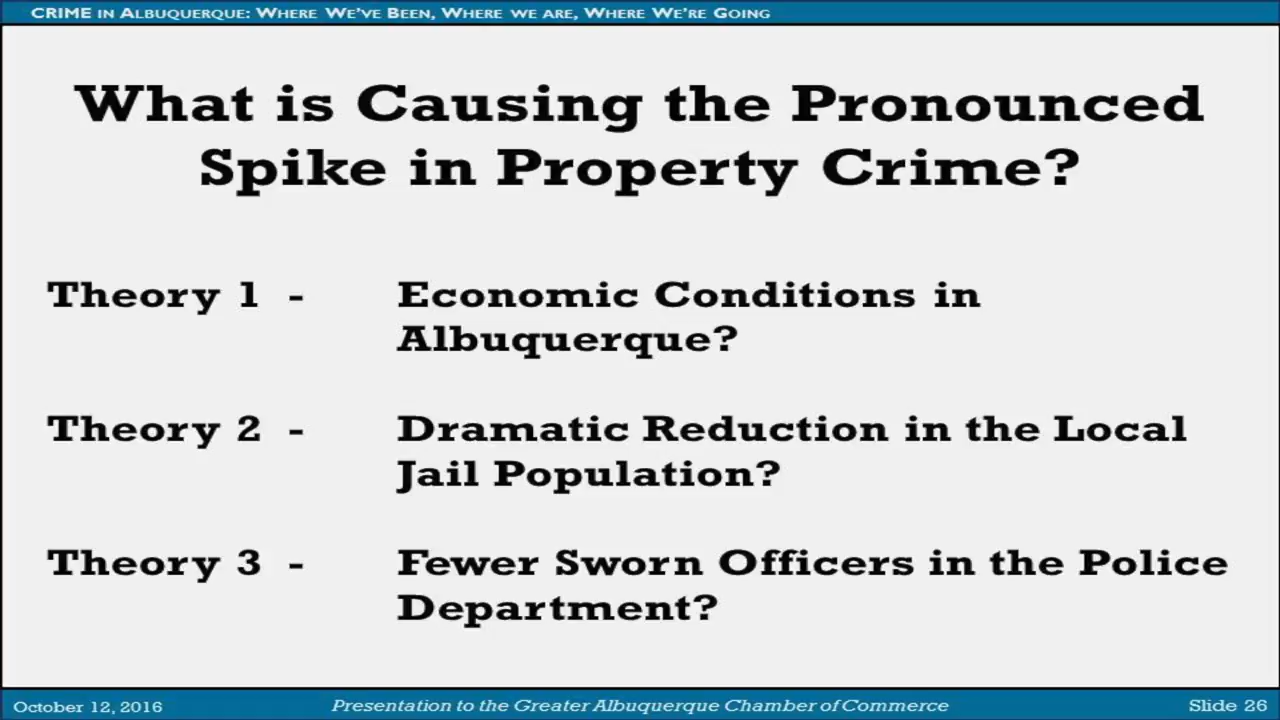 CRIME IN ALBUQUERQUE: WHERE WE'VE BEEN, WHERE WE ARE, WHERE WE'RE GOING
What is Causing the Pronounced
Spike in Property Crime?
Theory 1 - Economic Conditions in
Albuquerque?
Theory 2 - Dramatic Reduction in the Local
Jail Population?
Theory 3 - Fewer Sworn Officers in the Police
Department?
October 12, 2016 Presentation to the Greater Albuquerque Chamber of Commerce Slide 26